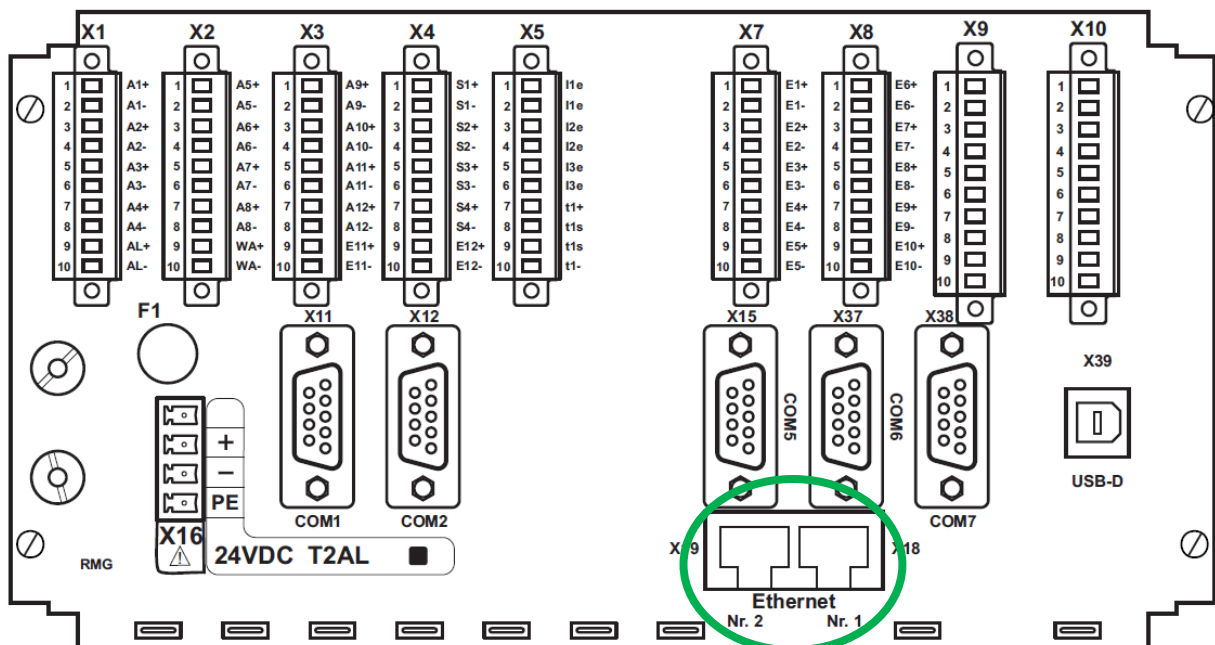 X1 X2 X3 X4 X5 X7 X8 X9 X10
1 A1+ 1 A5+ 1 A9+ 1 S1+ 1 I1e 1 E1+ 1 E6+ 1 1
2 A1- 2 A5- 2 A9- 2 S1- 2 I1e 2 E1- 2 E6- 2 2
3 A2+ 3 A6+ 3 A10+ 3 S2+ 3 I2e 3 E2+ 3 E7+ 3 3
4 A2- 4 A6- 4 A10- 4 S2- 4 I2e 4 E2- 4 E7- 4 4
5 A3+ 5 A7+ 5 A11+ 5 S3+ 5 I3e 5 E3+ 5 E8+ 5 5
6 A3- 6 A7- 6 A11- 6 S3- 6 I3e 6 E3- 6 E8- 6 6
7 A4+ 7 A8+ 7 A12+ 7 S4+ 7 t1+ 7 E4+ 7 E9+ 7 7
8 A4- 8 A8- 8 A12- 8 S4- 8 t1s 8 E4- 8 E9- 8 8
9 AL+ 9 WA+ 9 E11+ 9 E12+ 9 t1s 9 E5+ 9 E10+ 9 9
10 AL- 10 WA- 10 E11- 10 E12- 10 t1- 10 E5- 10 E10- 10 10
F1 X11 X12 X15 X37 X38
X39
COM5 COM6
+
-
PE
USB-D
COM1 COM2 COM7
X16
24VDC T2AL
X18
RMG
Ethernet
Nr. 2 Nr. 1